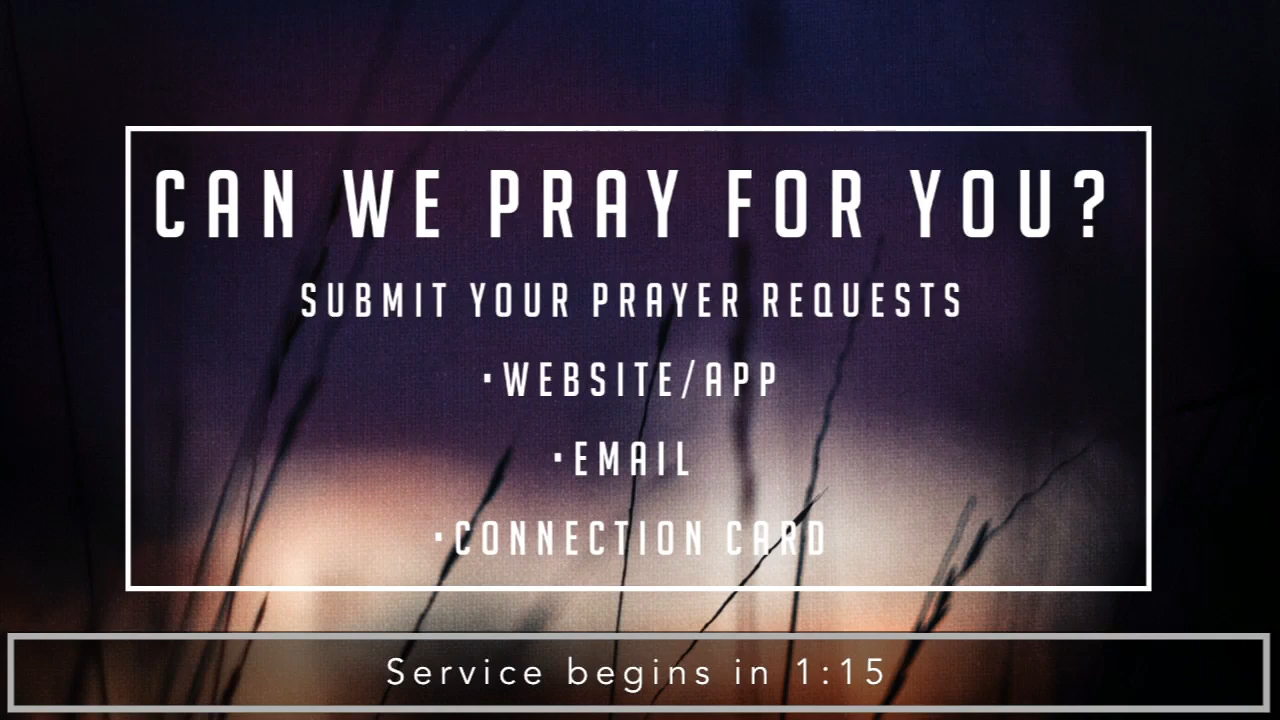 CAN WE PRAY FOR YOU?
SUBMIT YOUR PRAYER REQUESTS
·WEBSITE/APP
·EMAIL
·CONNECTION CARD
Service begins in 1:15